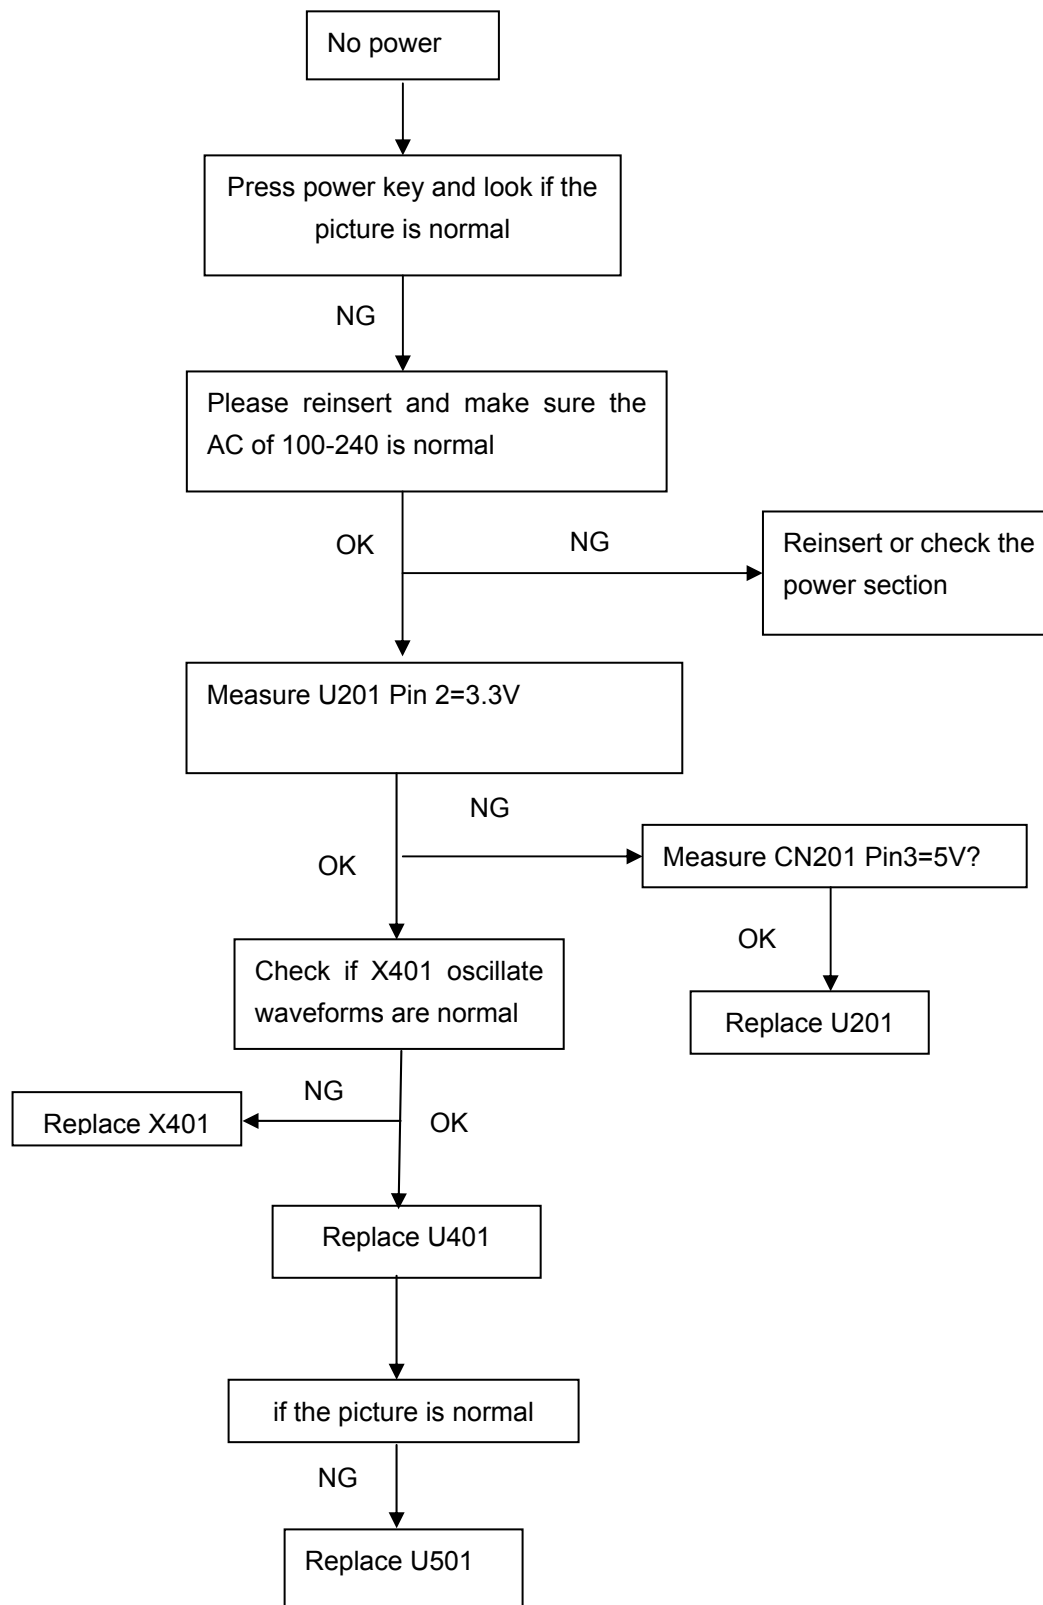 No power
Press power key and look if the
picture is normal
NG
Please reinsert and make sure the
AC of 100-240 is normal
OK
NG
Reinsert or check the
power section
Measure U201 Pin 2=3.3V
NG
OK
Measure CN201 Pin3=5V?
OK
Replace U201
Check if X401 oscillate
waveforms are normal
NG
Replace X401
OK
Replace U401
if the picture is normal
NG
Replace U501